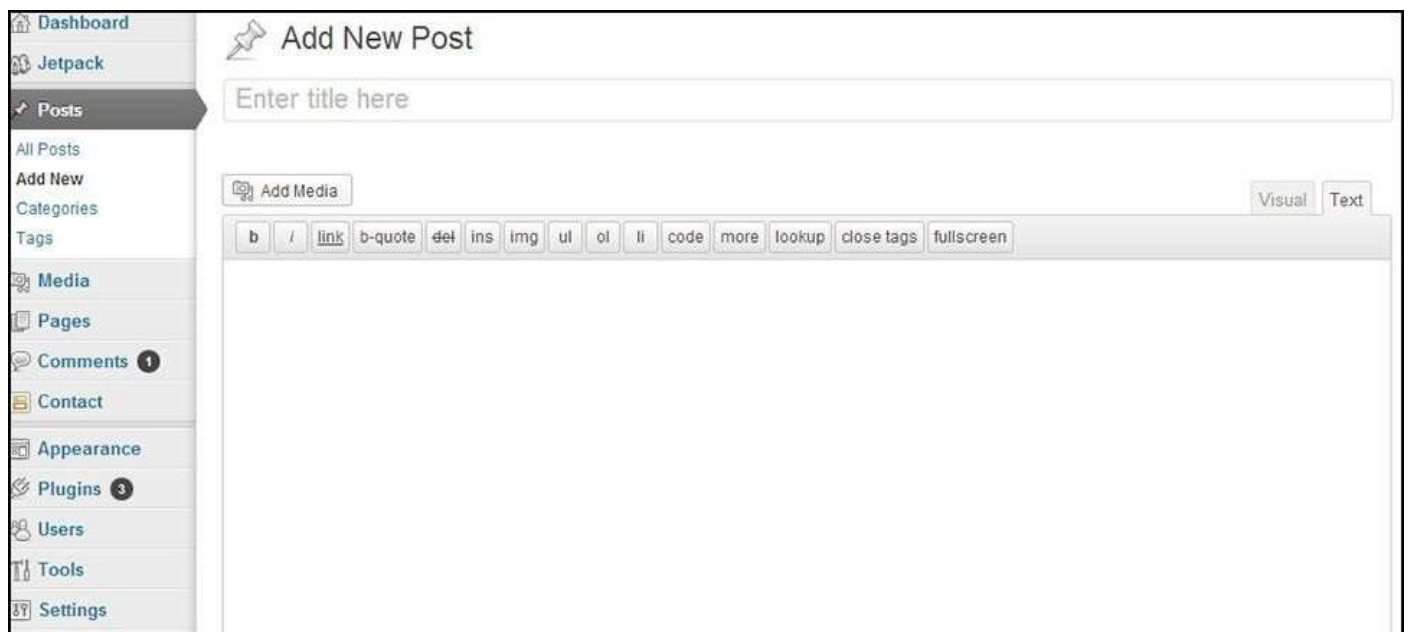 Dashboard
Jetpack
Posts
All Posts
Add New
Categories
Tags
Media
Pages
Comments 1
Contact
Appearance
Plugins 3
Users
Tools
Settings
Add New Post
Enter title here
Add Media
Visual Text
b i link b-quote del ins img ul ol li code more lookup close tags fullscreen